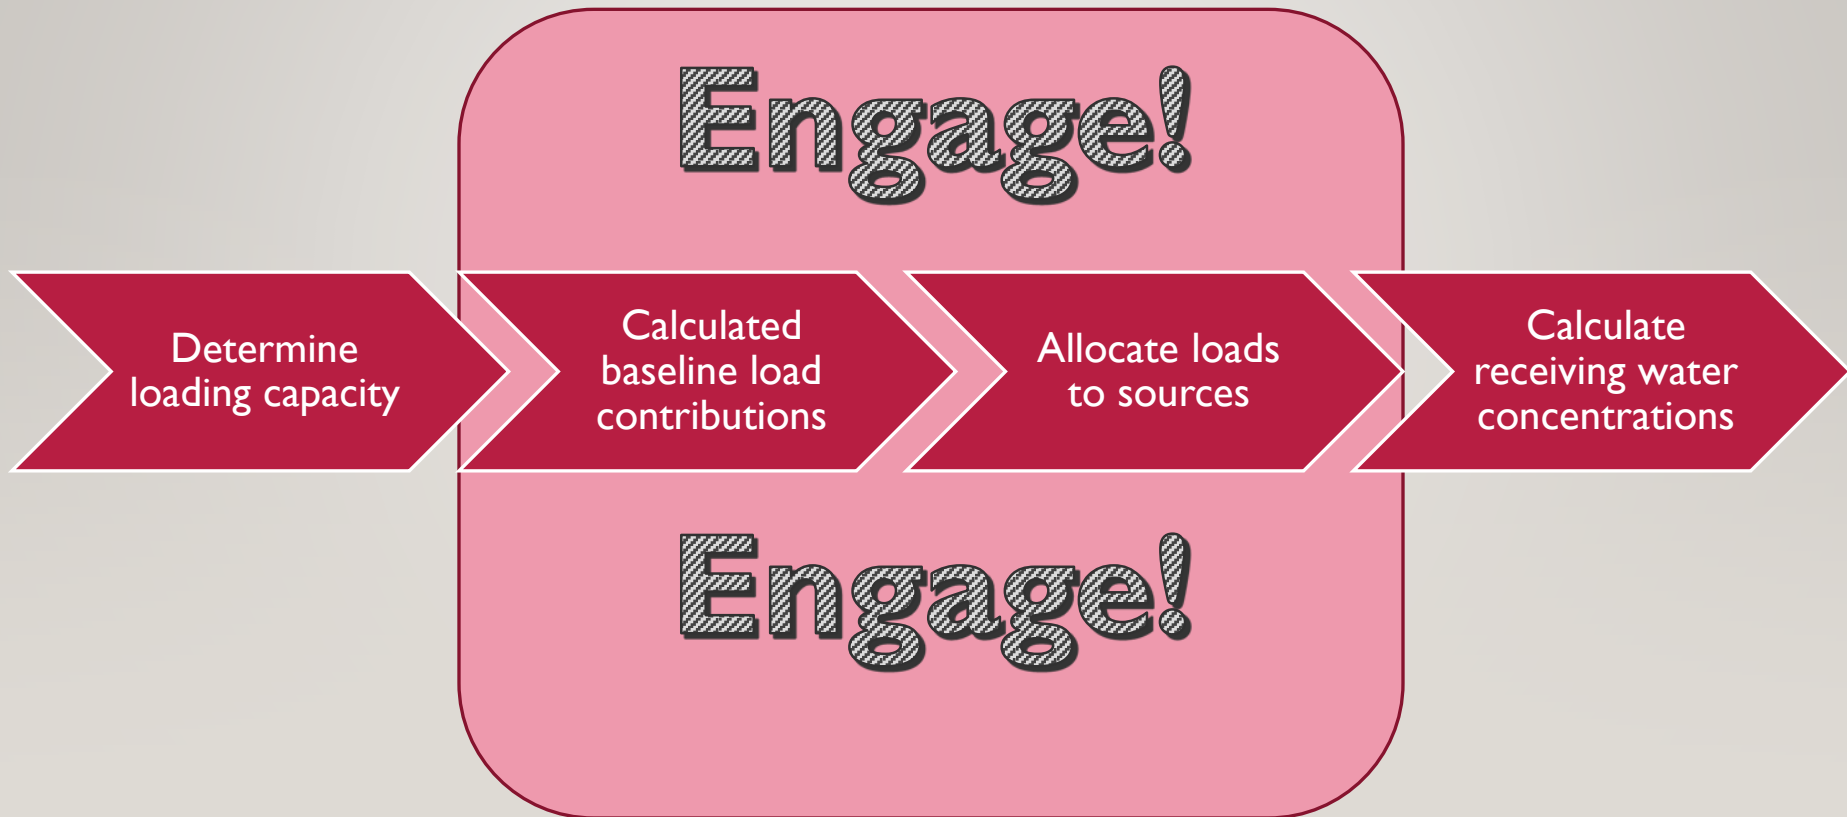 Engage!
Determine
loading capacity
Calculated
baseline load
contributions
Allocate loads
to sources
Calculate
receiving water
concentrations
Engage!